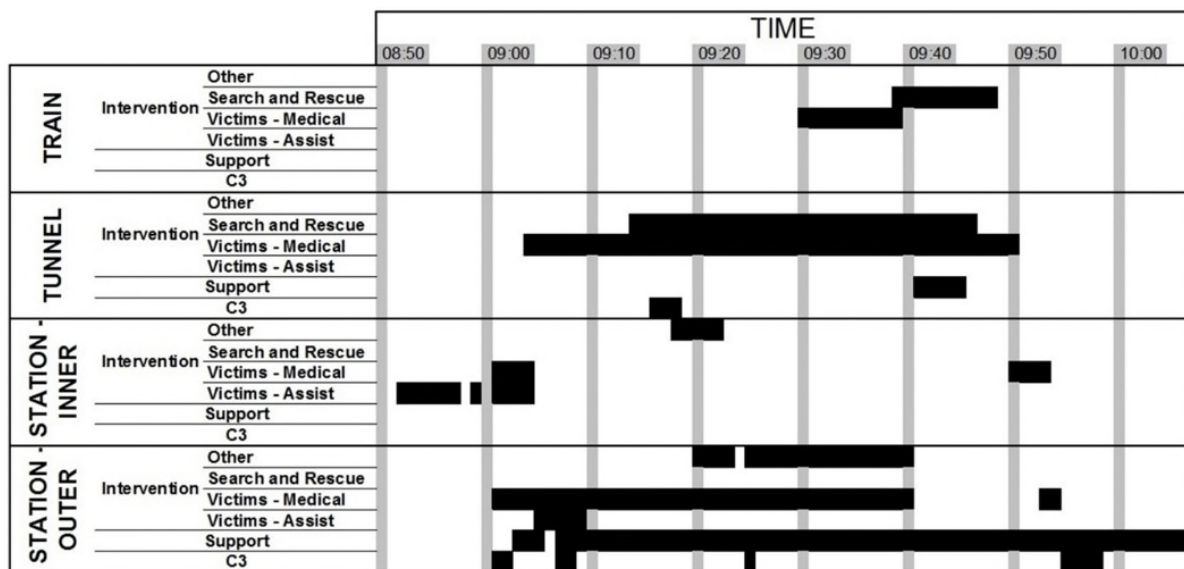 TIME
08:50 09:00 09:10 09:20 09:30 09:40 09:50 10:00
TRAIN
Other
Intervention Search and Rescue
Victims - Medical
Victims - Assist
Support
C3
TUNNEL
Other
Intervention Search and Rescue
Victims - Medical
Victims - Assist
Support
C3
STATION -
INNER
Other
Intervention Search and Rescue
Victims - Medical
Victims - Assist
Support
C3
STATION -
OUTER
Other
Intervention Search and Rescue
Victims - Medical
Victims - Assist
Support
C3